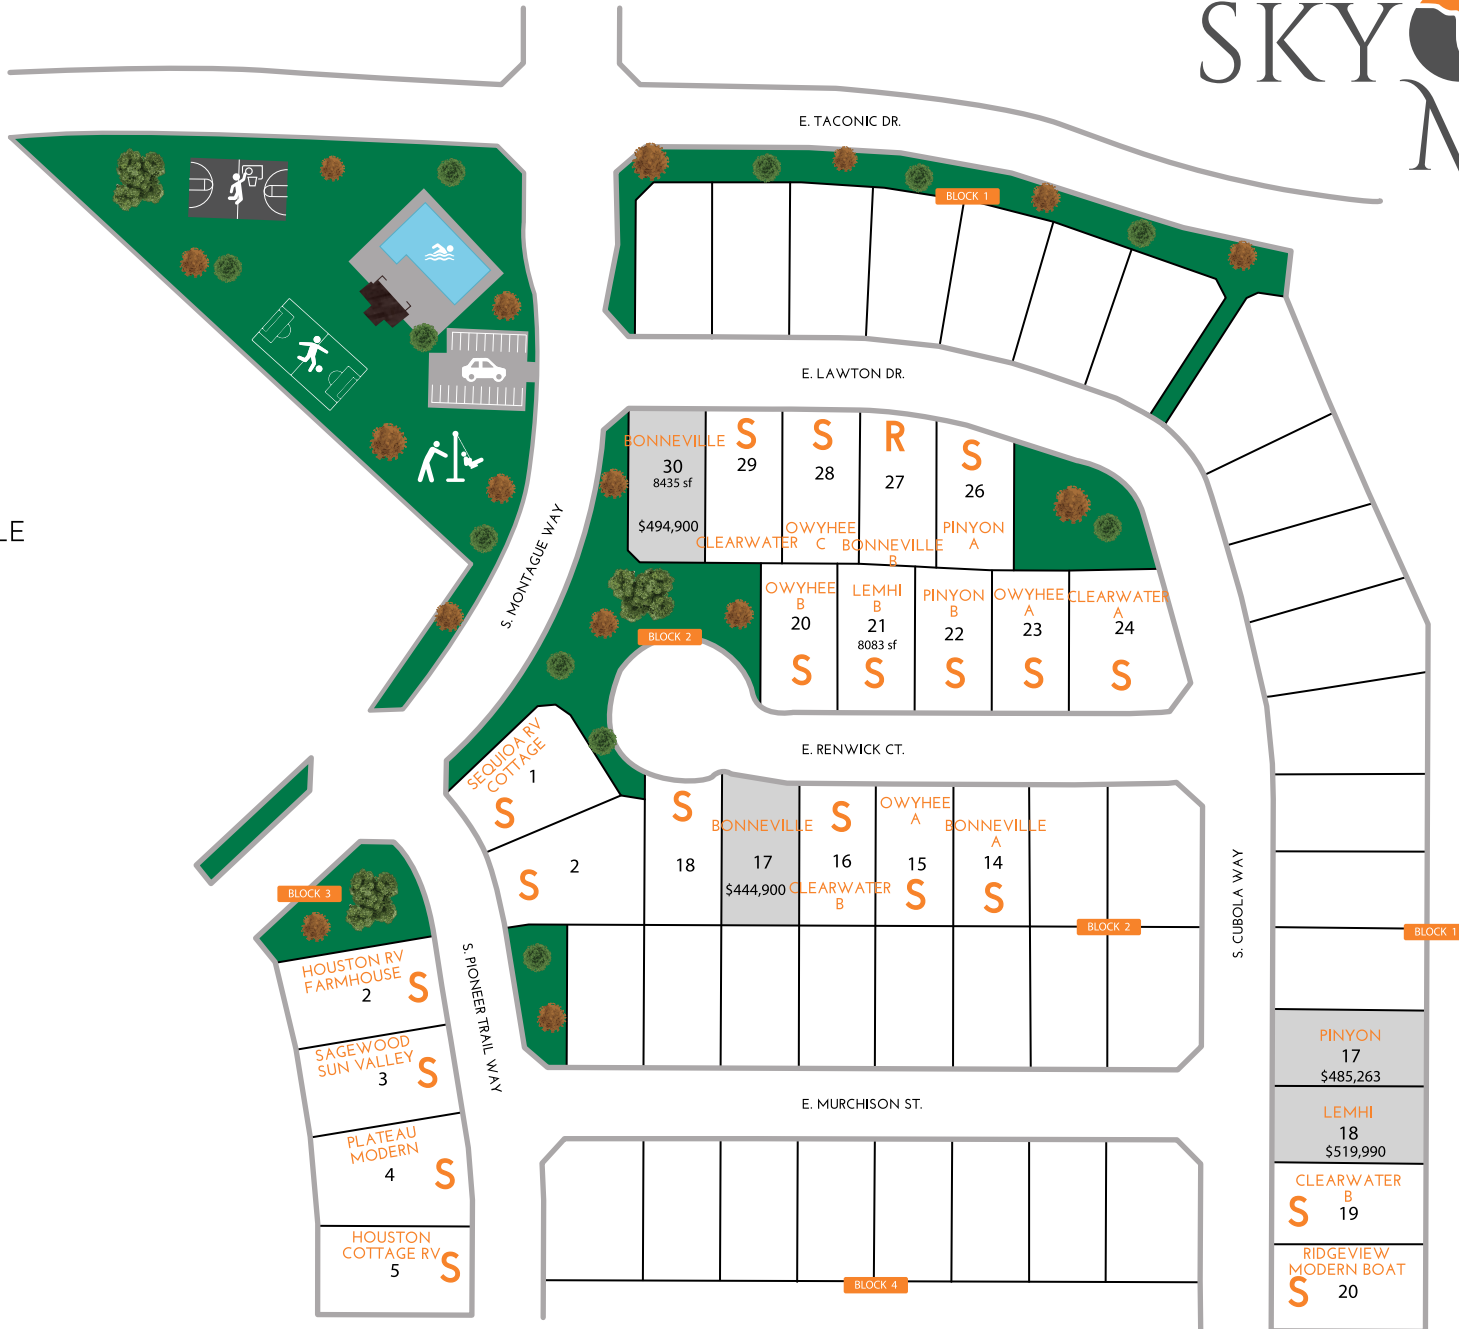 SKY
M
E. TACONIC DR.
BLOCK 1
E. LAWTON DR.
LE
S. MONTAGUE WAY
BONNEVILLE
30
8435 sf
$494,900
S
29
CLEARWATER
S
28
OWYHEE
C
R
27
BONNEVILLE
B
S
26
PINYON
A
OWYHEE
B
20
S
LEMHI
B
21
8083 sf
S
PINYON
B
22
S
OWYHEE
A
23
S
CLEARWATER
A
24
S
BLOCK 2
E. RENWICK CT.
SEQUIOA RV
COTTAGE
1
S
2
S
S
18
BONNEVILLE
17
$444,900
S
16
CLEARWATER
B
OWYHEE
A
15
S
BONNEVILLE
A
14
S
BLOCK 2
S. CUBOLA WAY
BLOCK 1
BLOCK 3
S. PIONEER TRAIL WAY
HOUSTON RV
FARMHOUSE
2
S
SAGEWOOD
SUN VALLEY
3
S
PLATEAU
MODERN
4
S
HOUSTON
COTTAGE RV
5
S
E. MURCHISON ST.
BLOCK 4
PINYON
17
$485,263
LEMHI
18
$519,990
CLEARWATER
B
19
S
RIDGEVIEW
MODERN BOAT
20
S